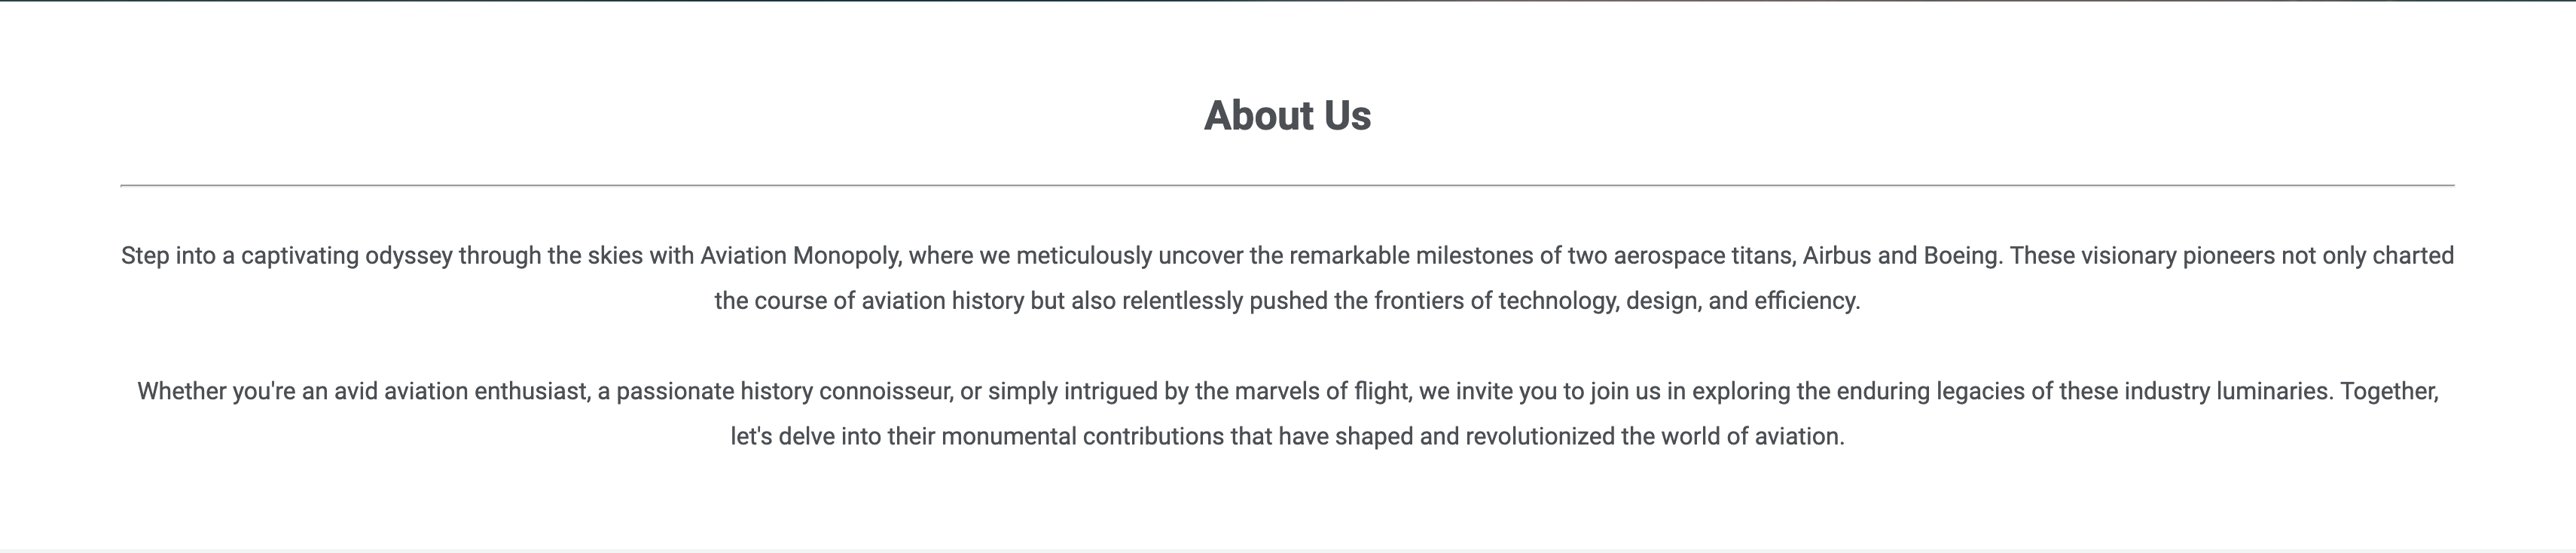 About Us
Step into a captivating odyssey through the skies with Aviation Monopoly, where we meticulously uncover the remarkable milestones of two aerospace titans, Airbus and Boeing. These visionary pioneers not only charted
the course of aviation history but also relentlessly pushed the frontiers of technology, design, and efficiency.
Whether you're an avid aviation enthusiast, a passionate history connoisseur, or simply intrigued by the marvels of flight, we invite you to join us in exploring the enduring legacies of these industry luminaries. Together,
let's delve into their monumental contributions that have shaped and revolutionized the world of aviation.